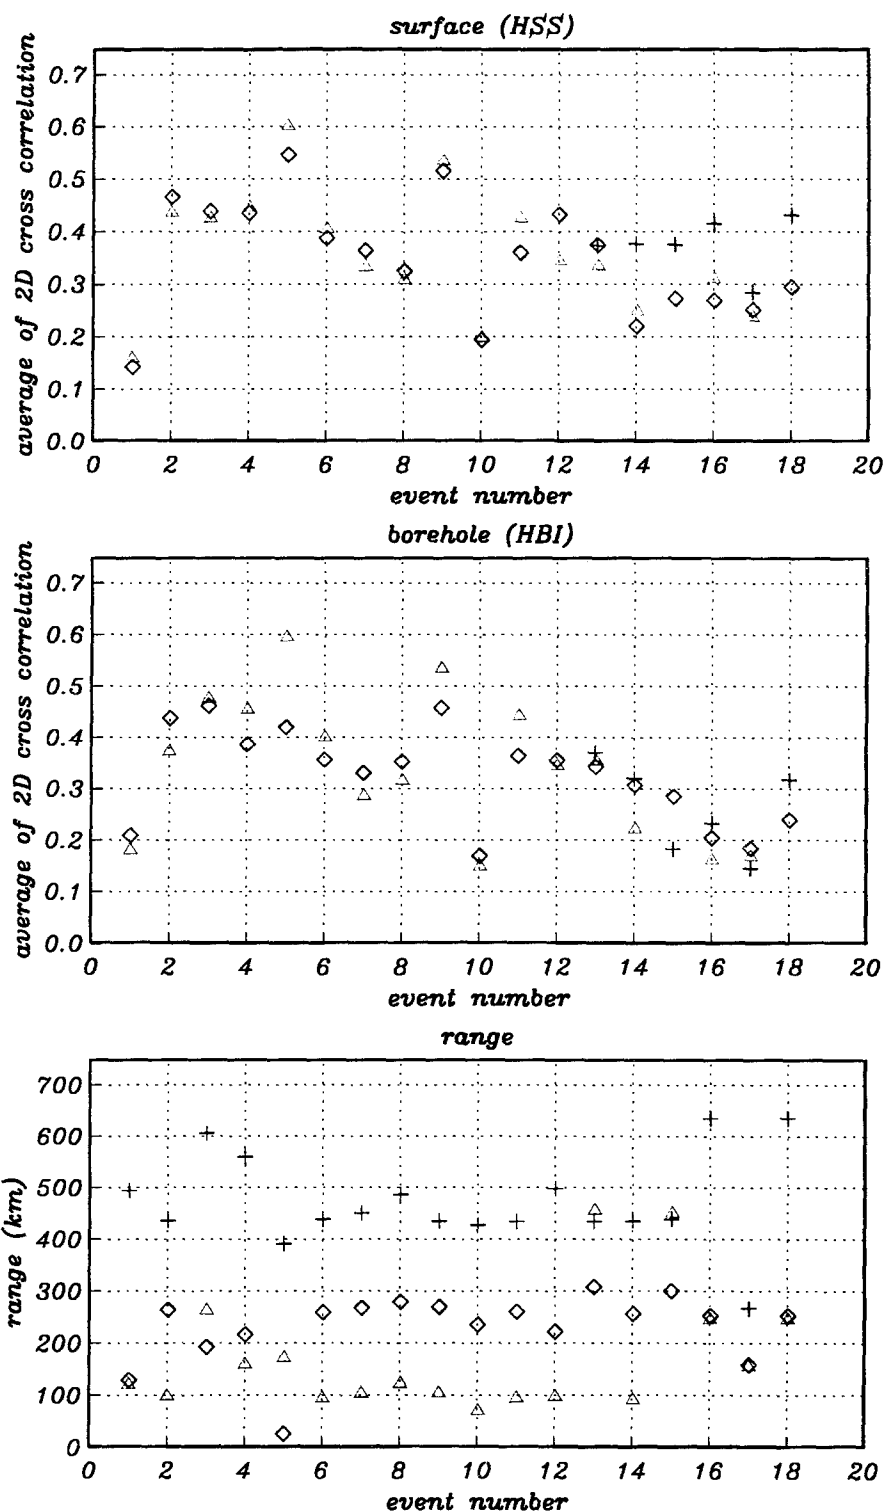 surface (HSS)
average of 2D cross correlation
0.7
0.6
0.5
0.4
0.3
0.2
0.1
0.0
0 2 4 6 8 10 12 14 16 18 20
event number
borehole (HBI)
average of 2D cross correlation
0.7
0.6
0.5
0.4
0.3
0.2
0.1
0.0
0 2 4 6 8 10 12 14 16 18 20
event number
range
range (km)
700
600
500
400
300
200
100
0
0 2 4 6 8 10 12 14 16 18 20
event number